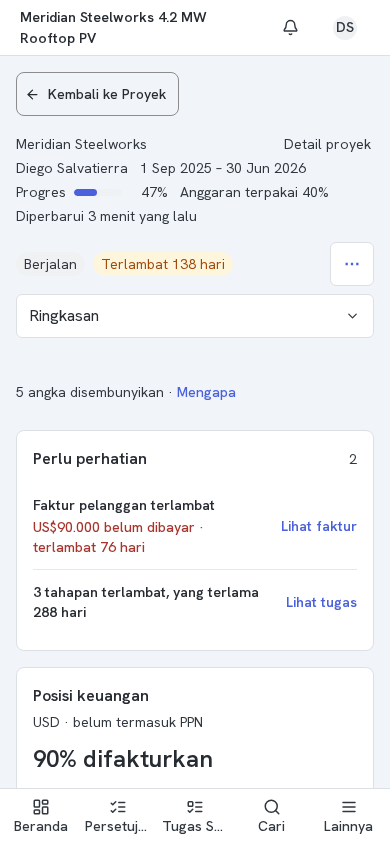 Meridian Steelworks 4.2 MW
Rooftop PV
DS
Kembali ke Proyek
Meridian Steelworks
Detail proyek
Diego Salvatierra 1 Sep 2025 – 30 Jun 2026
Progres 47% Anggaran terpakai 40%
Diperbarui 3 menit yang lalu
Berjalan
Terlambat 138 hari
Ringkasan
5 angka disembunyikan · Mengapa
Perlu perhatian 2
Faktur pelanggan terlambat
US$90.000 belum dibayar ·
terlambat 76 hari
Lihat faktur
3 tahapan terlambat, yang terlama
288 hari
Lihat tugas
Posisi keuangan
USD · belum termasuk PPN
90% difakturkan
Beranda
Persetuj...
Tugas S...
Cari
Lainnya